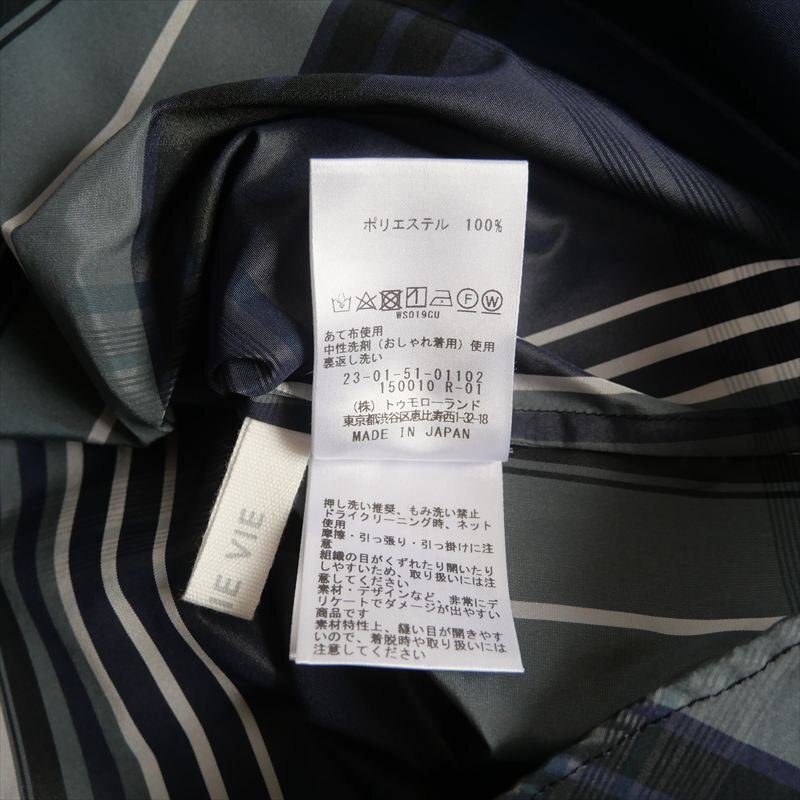 ポリエステル 100%
WS019CU
あて布使用
中性洗剤（おしゃれ着用）使用
裏返し洗い
23-01-51-01102
150010 R-01
（株）トゥモローランド
東京都渋谷区恵比寿西1-32-18
MADE IN JAPAN
押し洗い推奨、もみ洗い禁止
ドライクリーニング時、ネット
使用
摩擦・引っ張り・引っ掛けに注
意
組織の目がくずれたり開いたり
しやすいため、取り扱いには注
意してください
素材・デザインなど、非常にデ
リケートでダメージが出やすい
商品です
素材特性上、縫い目が開きやす
いので、着脱時や取り扱いには
注意してください
VIE